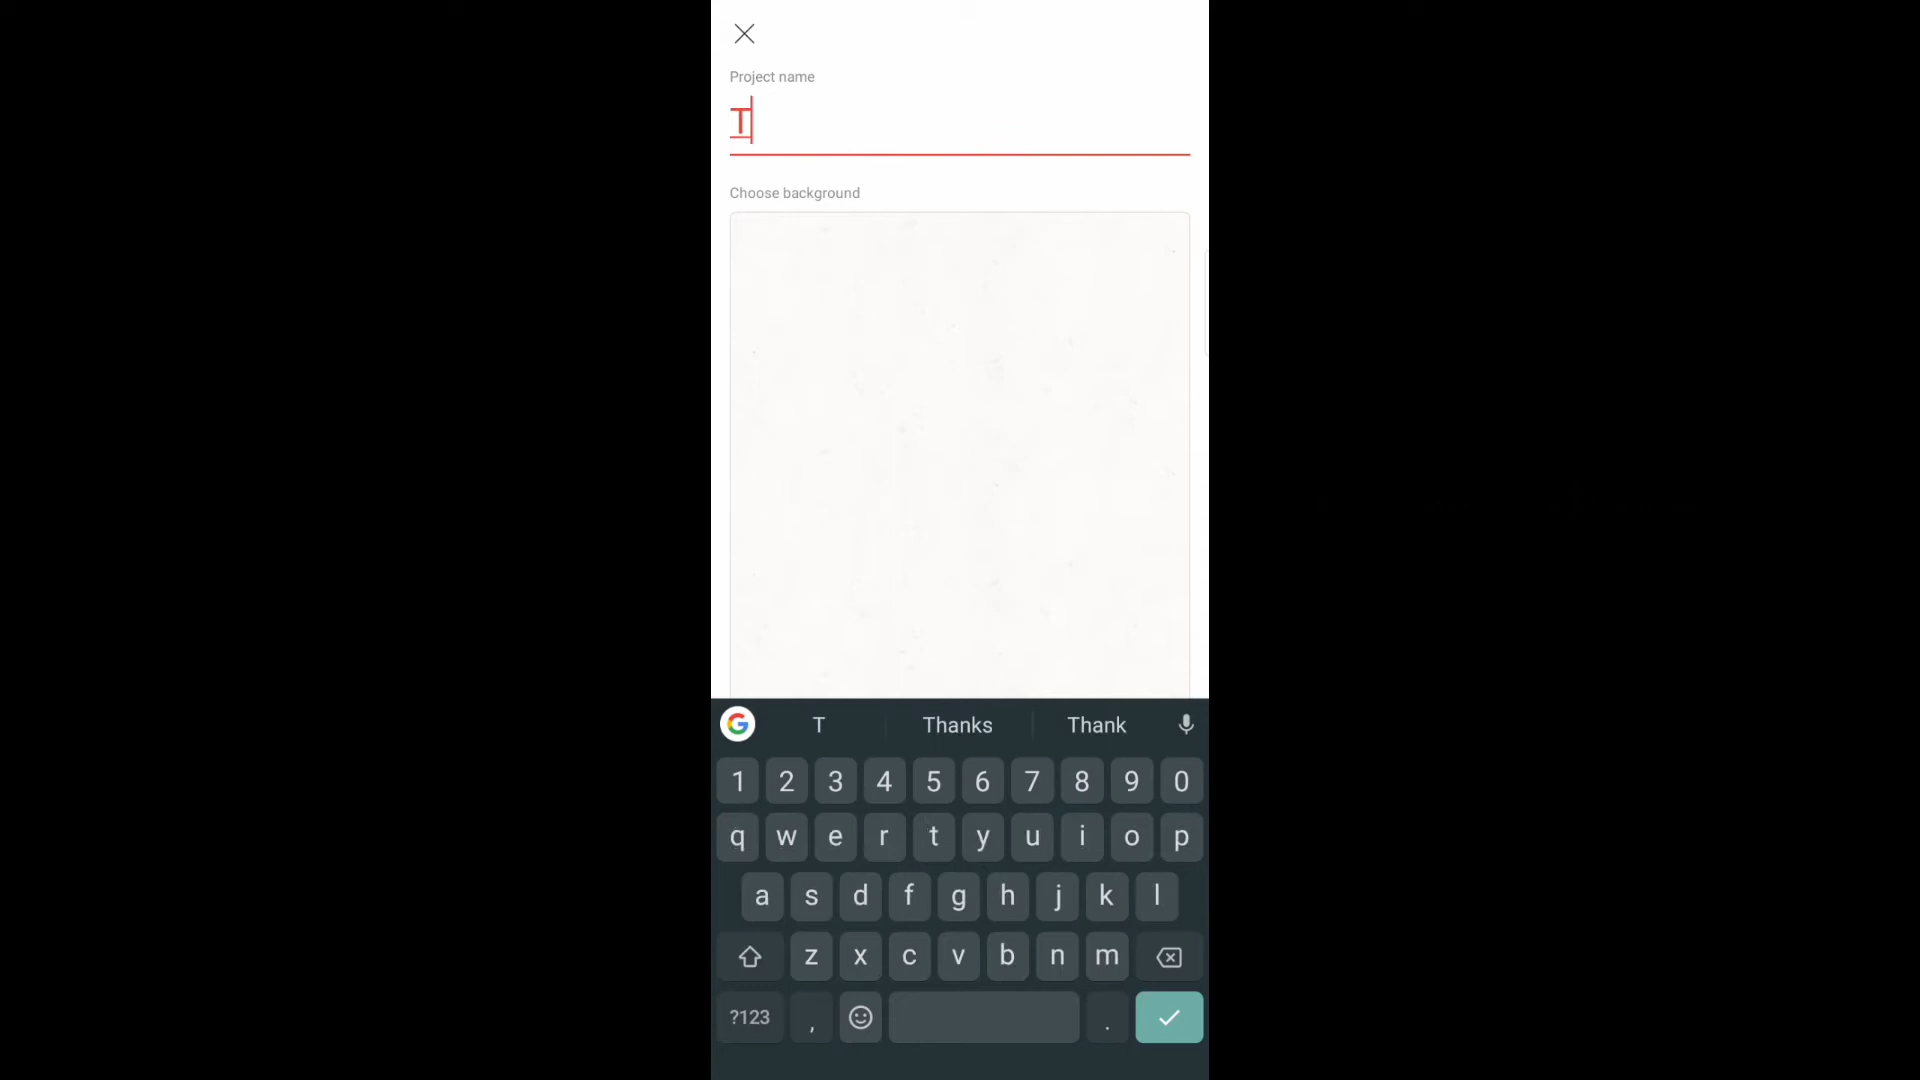 Project name
T
Choose background
T Thanks Thank
1 2 3 4 5 6 7 8 9 0
q w e r t y u i o p
a s d f g h j k l
z x c v b n m
?123 , .